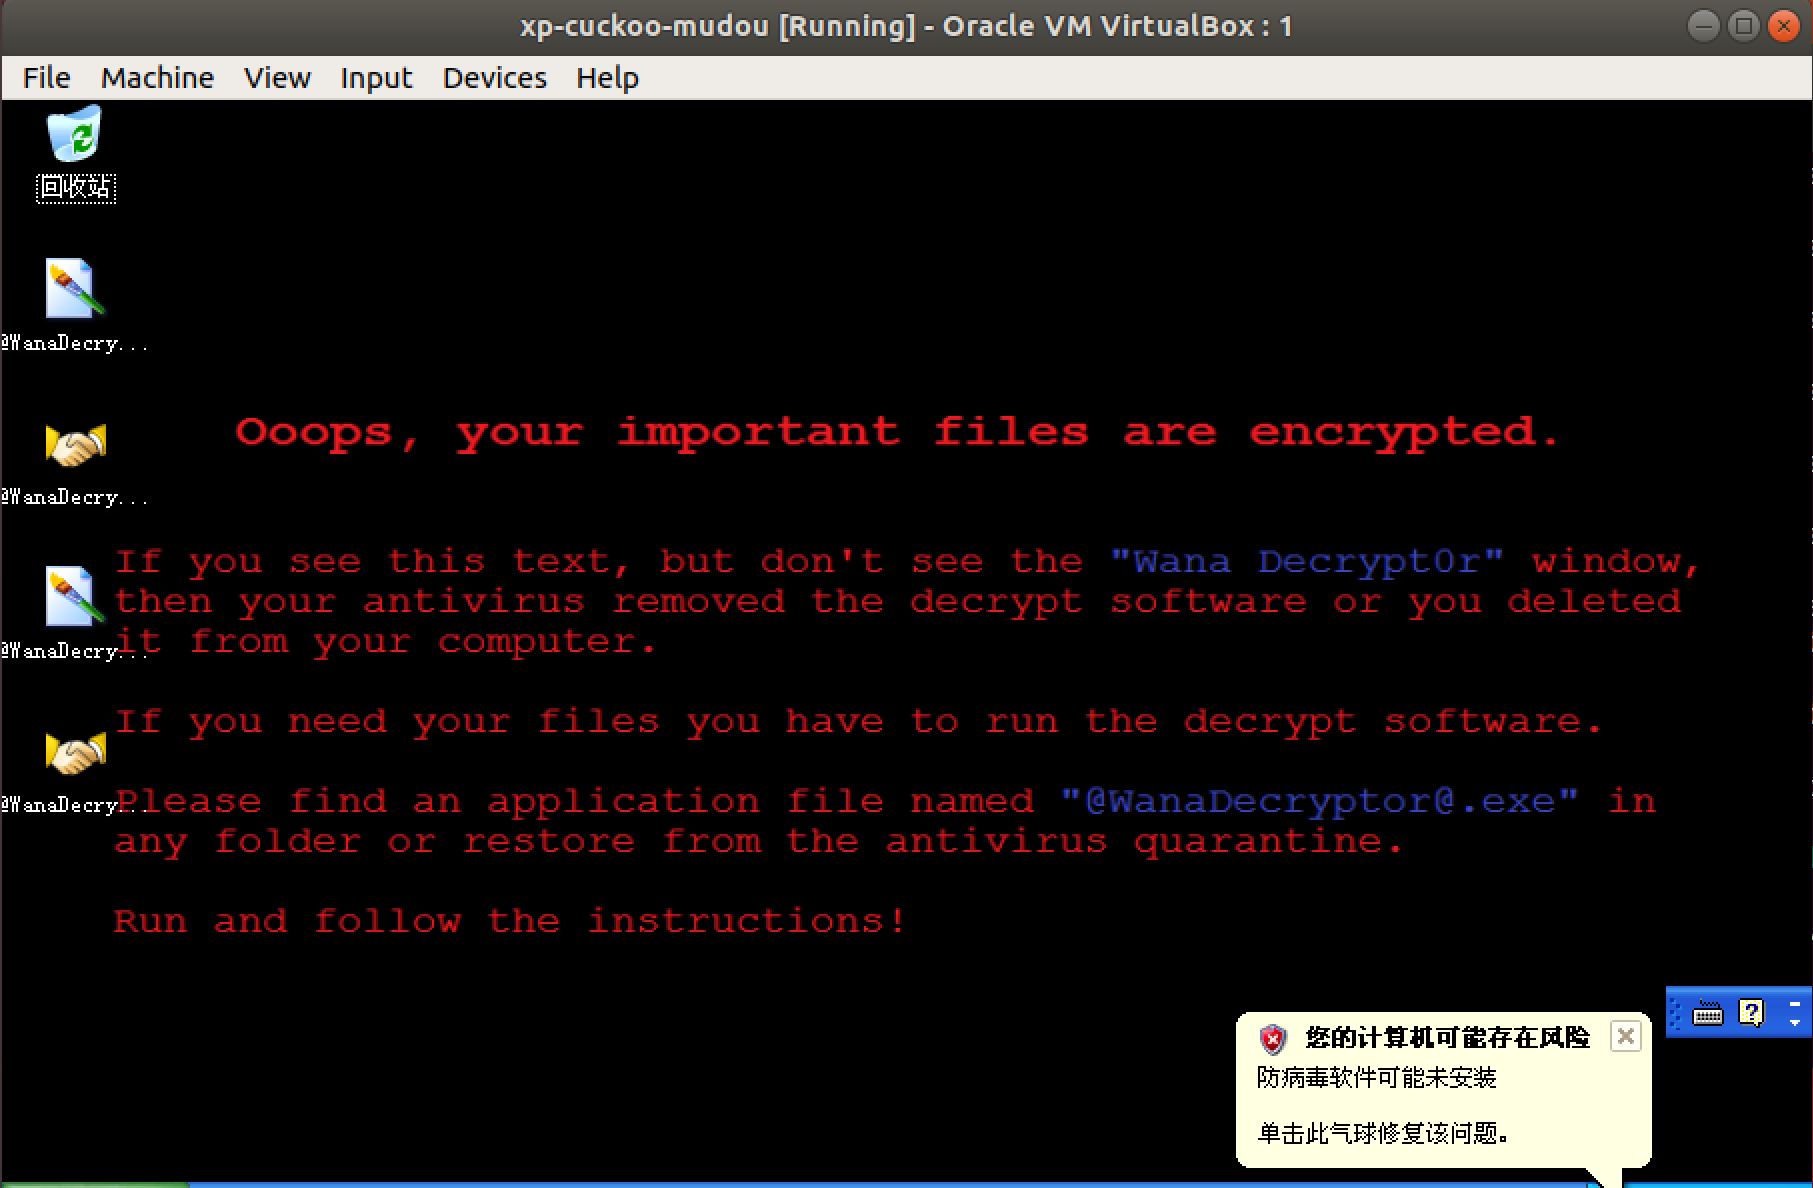 xp-cuckoo-mudou [Running] - Oracle VM VirtualBox : 1
File Machine View Input Devices Help
回收站
@WanaDecry...
@WanaDecry...
@WanaDecry...
@WanaDecry...
Ooops, your important files are encrypted.
If you see this text, but don't see the "Wana Decrypt0r" window,
then your antivirus removed the decrypt software or you deleted
it from your computer.
If you need your files you have to run the decrypt software.
Please find an application file named "@WanaDecryptor@.exe" in
any folder or restore from the antivirus quarantine.
Run and follow the instructions!
您的计算机可能存在风险
防病毒软件可能未安装
单击此气球修复该问题。